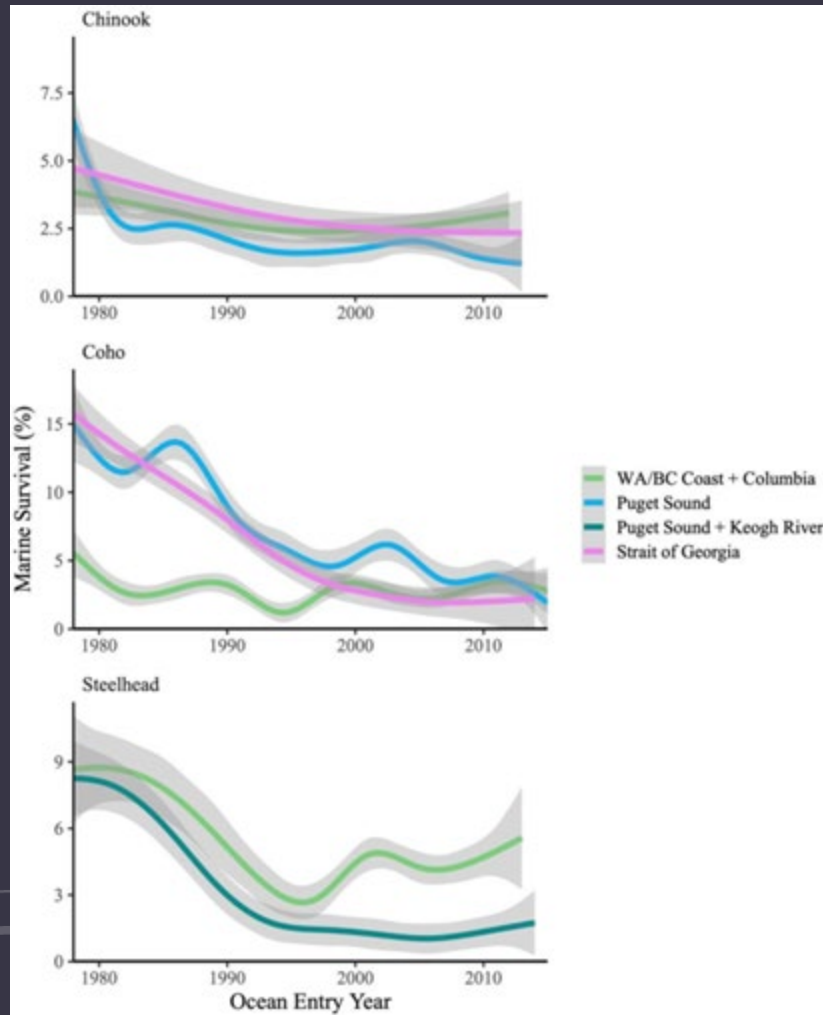 Chinook
7.5
5.0
2.5
0.0
1980 1990 2000 2010
Coho
15
10
5
0
1980 1990 2000 2010
Marine Survival (%)
WA/BC Coast + Columbia
Puget Sound
Puget Sound + Keogh River
Strait of Georgia
Steelhead
9
6
3
0
1980 1990 2000 2010
Ocean Entry Year